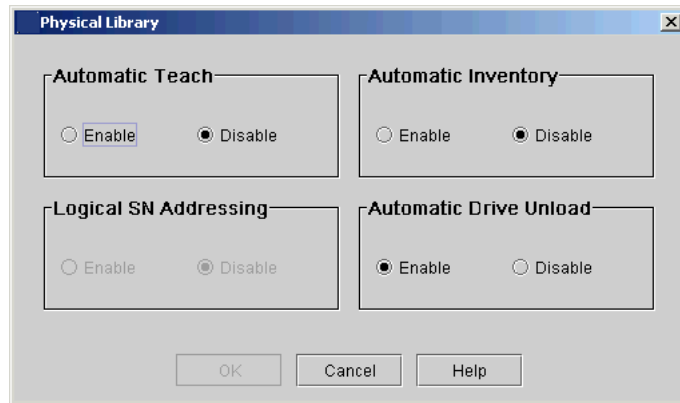 Physical Library
Automatic Teach
Enable
Disable
Automatic Inventory
Enable
Disable
Logical SN Addressing
Enable
Disable
Automatic Drive Unload
Enable
Disable
OK
Cancel
Help